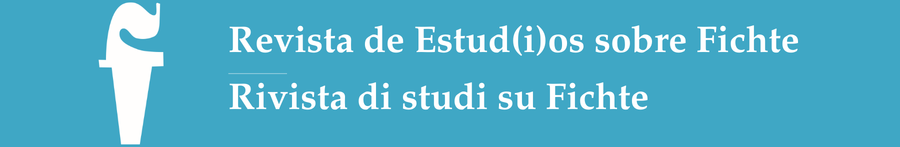 Revista de Estud(i)os sobre Fichte
Rivista di studi su Fichte